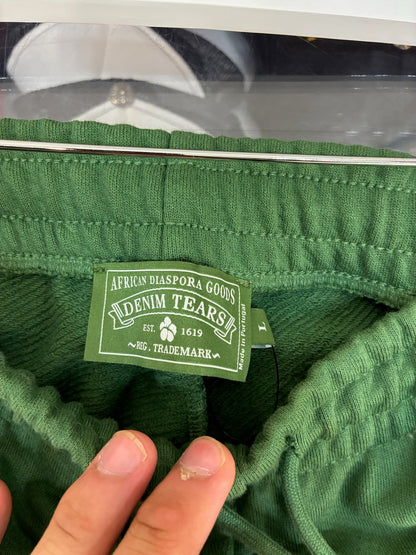 AFRICAN DIASPORA GOODS
DENIM TEARS
EST. 1619
REG. TRADEMARK
Made in Portugal
L